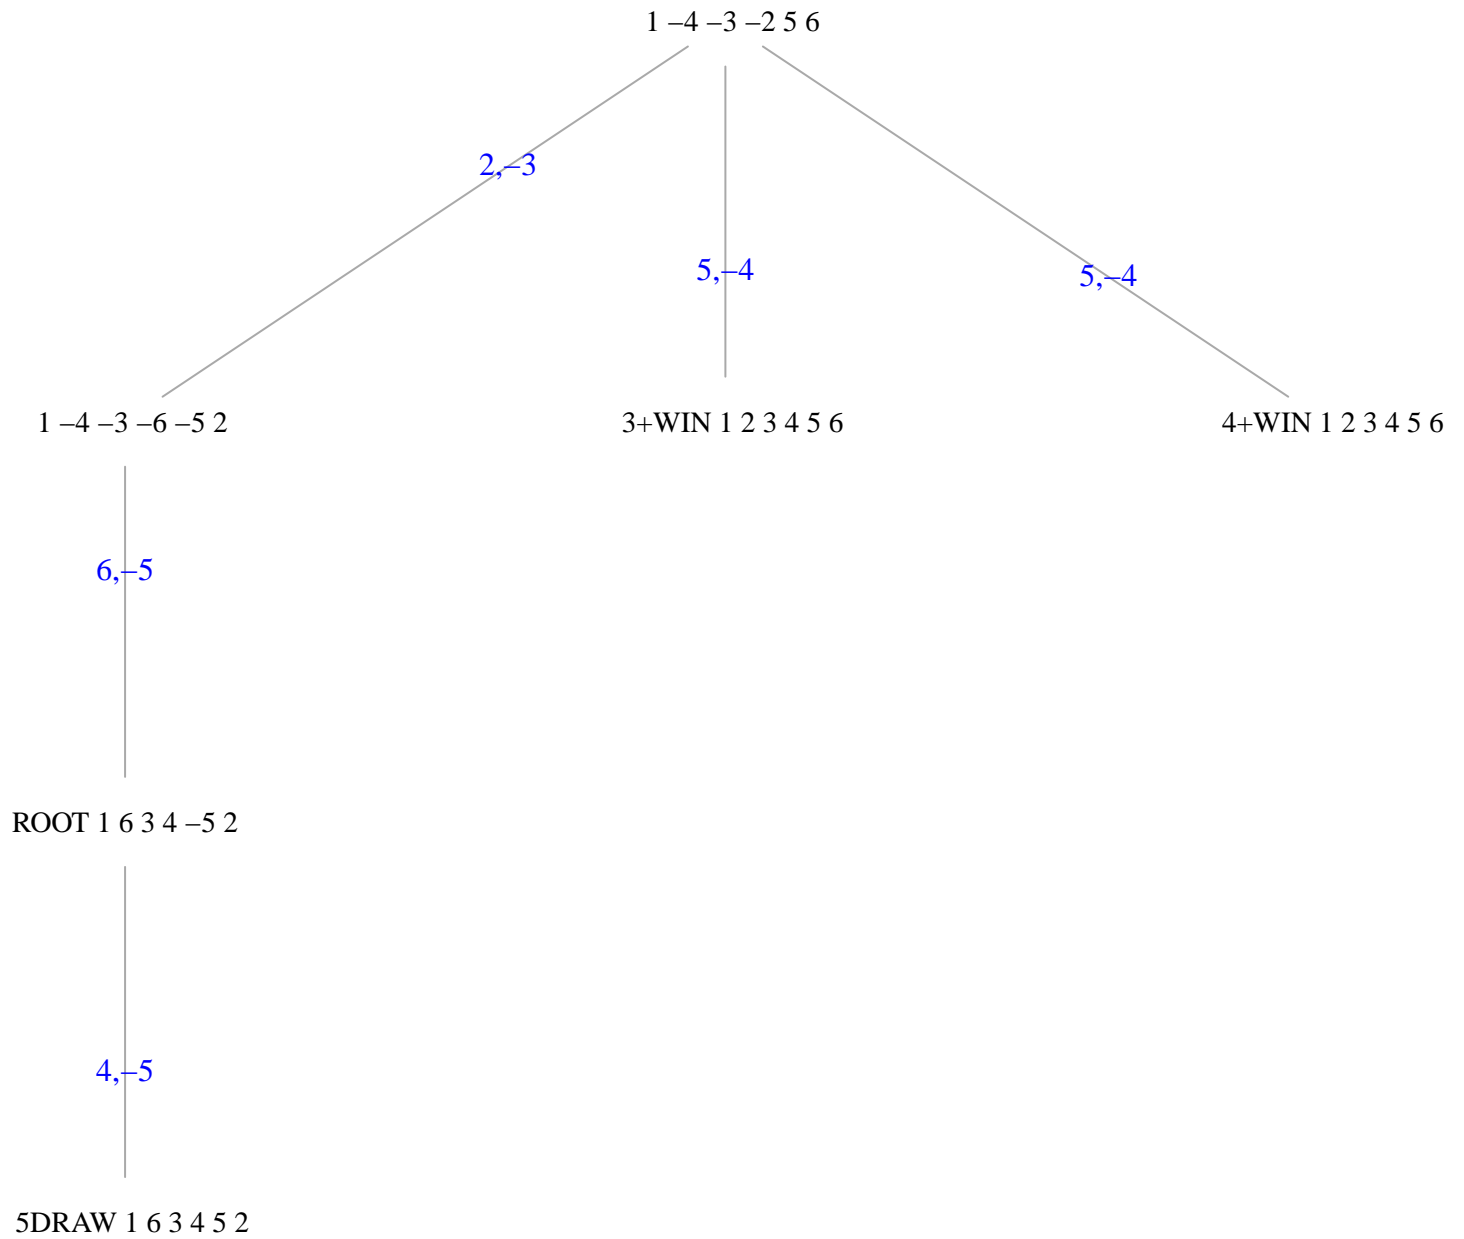 1 –4 –3 –2 5 6
2,–3
5,–4
5,–4
1 –4 –3 –6 –5 2
3+WIN 1 2 3 4 5 6
4+WIN 1 2 3 4 5 6
6,–5
ROOT 1 6 3 4 –5 2
4,–5
5DRAW 1 6 3 4 5 2